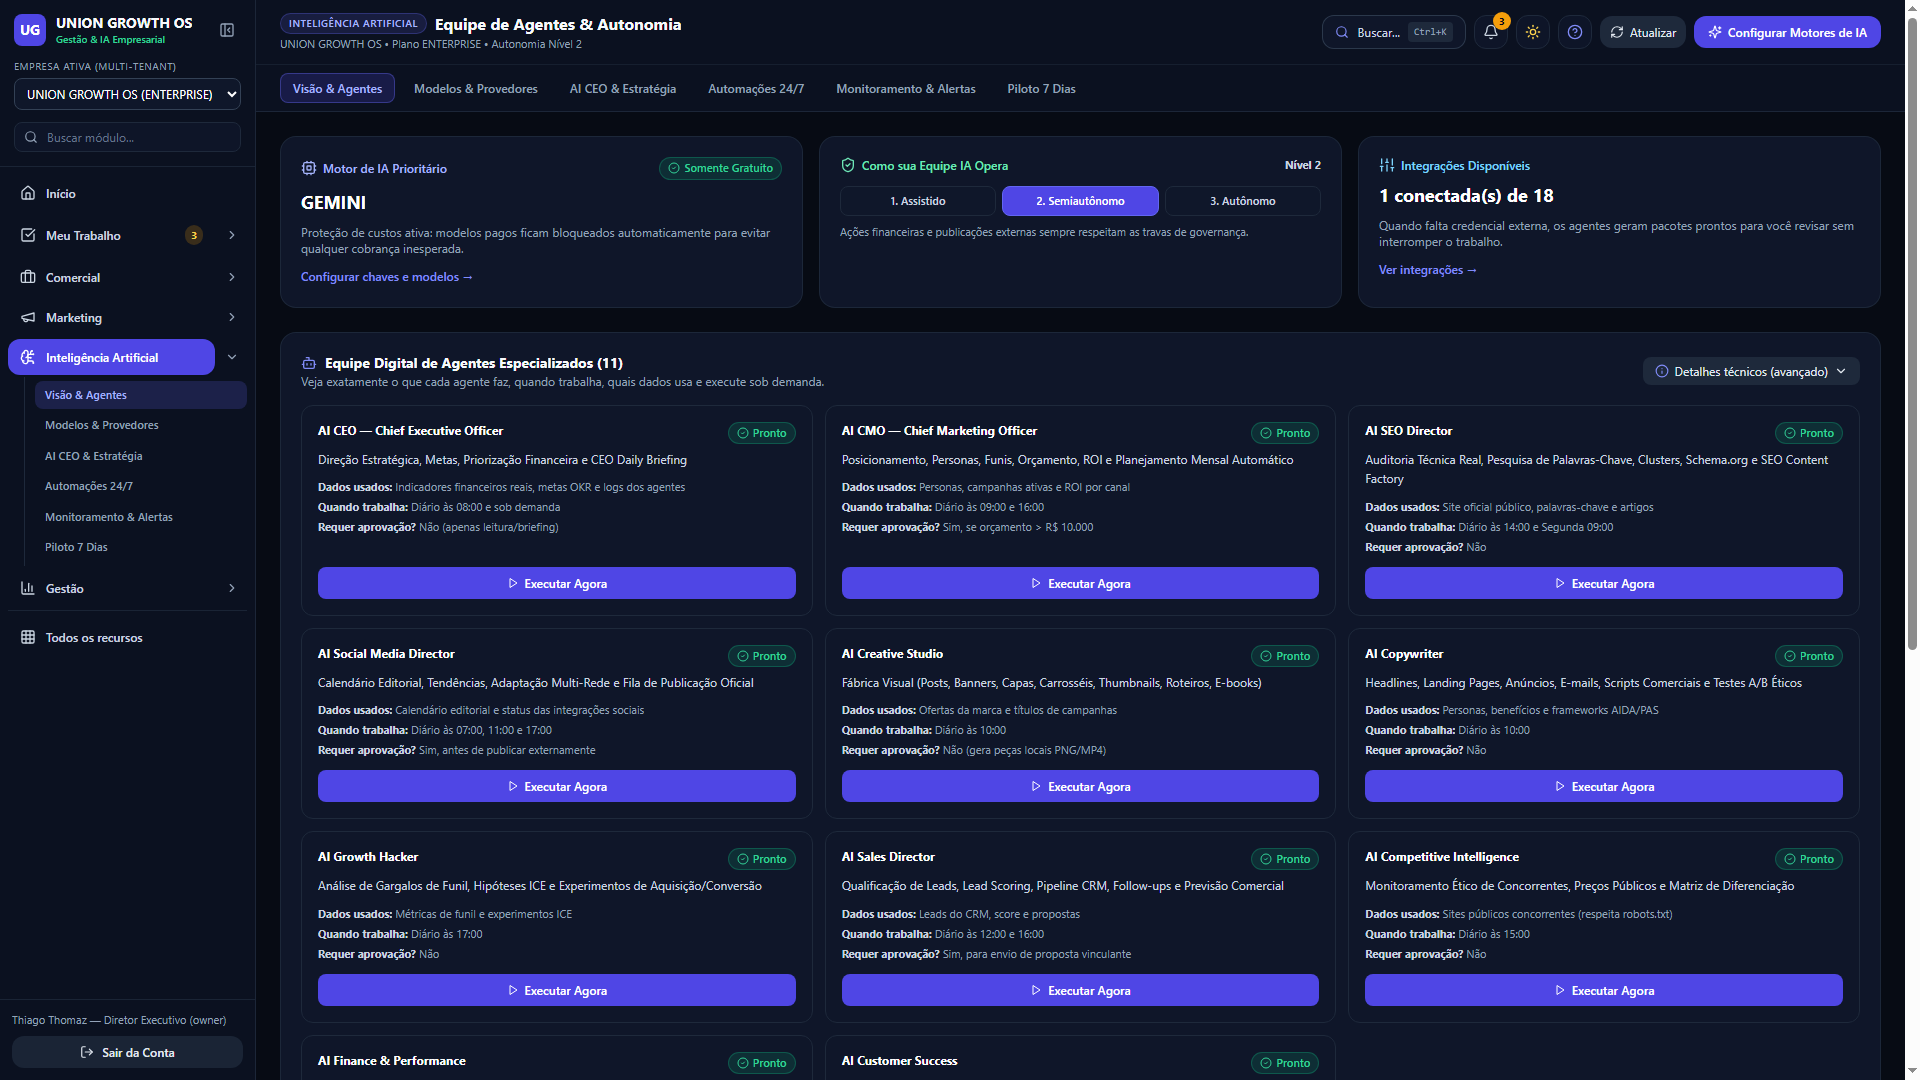 UG
UNION GROWTH OS
Gestão & IA Empresarial
EMPRESA ATIVA (MULTI-TENANT)
UNION GROWTH OS (ENTERPRISE)
Buscar módulo...
Início
Meu Trabalho 3
Comercial
Marketing
Inteligência Artificial
Visão & Agentes
Modelos & Provedores
AI CEO & Estratégia
Automações 24/7
Monitoramento & Alertas
Piloto 7 Dias
Gestão
Todos os recursos
Thiago Thomaz — Diretor Executivo (owner)
Sair da Conta
INTELIGÊNCIA ARTIFICIAL Equipe de Agentes & Autonomia
UNION GROWTH OS • Plano ENTERPRISE • Autonomia Nível 2
Buscar... Ctrl+K
3
Atualizar
Configurar Motores de IA
Visão & Agentes Modelos & Provedores AI CEO & Estratégia Automações 24/7 Monitoramento & Alertas Piloto 7 Dias
Motor de IA Prioritário Somente Gratuito
GEMINI
Proteção de custos ativa: modelos pagos ficam bloqueados automaticamente para evitar
qualquer cobrança inesperada.
Configurar chaves e modelos →
Como sua Equipe IA Opera Nível 2
1. Assistido 2. Semiautônomo 3. Autônomo
Ações financeiras e publicações externas sempre respeitam as travas de governança.
Integrações Disponíveis
1 conectada(s) de 18
Quando falta credencial externa, os agentes geram pacotes prontos para você revisar sem
interromper o trabalho.
Ver integrações →
Equipe Digital de Agentes Especializados (11)
Veja exatamente o que cada agente faz, quando trabalha, quais dados usa e execute sob demanda.
Detalhes técnicos (avançado)
AI CEO — Chief Executive Officer Pronto
Direção Estratégica, Metas, Priorização Financeira e CEO Daily Briefing
Dados usados: Indicadores financeiros reais, metas OKR e logs dos agentes
Quando trabalha: Diário às 08:00 e sob demanda
Requer aprovação? Não (apenas leitura/briefing)
Executar Agora
AI CMO — Chief Marketing Officer Pronto
Posicionamento, Personas, Funis, Orçamento, ROI e Planejamento Mensal Automático
Dados usados: Personas, campanhas ativas e ROI por canal
Quando trabalha: Diário às 09:00 e 16:00
Requer aprovação? Sim, se orçamento > R$ 10.000
Executar Agora
AI SEO Director Pronto
Auditoria Técnica Real, Pesquisa de Palavras-Chave, Clusters, Schema.org e SEO Content
Factory
Dados usados: Site oficial público, palavras-chave e artigos
Quando trabalha: Diário às 14:00 e Segunda 09:00
Requer aprovação? Não
Executar Agora
AI Social Media Director Pronto
Calendário Editorial, Tendências, Adaptação Multi-Rede e Fila de Publicação Oficial
Dados usados: Calendário editorial e status das integrações sociais
Quando trabalha: Diário às 07:00, 11:00 e 17:00
Requer aprovação? Sim, antes de publicar externamente
Executar Agora
AI Creative Studio Pronto
Fábrica Visual (Posts, Banners, Capas, Carrosséis, Thumbnails, Roteiros, E-books)
Dados usados: Ofertas da marca e títulos de campanhas
Quando trabalha: Diário às 10:00
Requer aprovação? Não (gera peças locais PNG/MP4)
Executar Agora
AI Copywriter Pronto
Headlines, Landing Pages, Anúncios, E-mails, Scripts Comerciais e Testes A/B Éticos
Dados usados: Personas, benefícios e frameworks AIDA/PAS
Quando trabalha: Diário às 10:00
Requer aprovação? Não
Executar Agora
AI Growth Hacker Pronto
Análise de Gargalos de Funil, Hipóteses ICE e Experimentos de Aquisição/Conversão
Dados usados: Métricas de funil e experimentos ICE
Quando trabalha: Diário às 17:00
Requer aprovação? Não
Executar Agora
AI Sales Director Pronto
Qualificação de Leads, Lead Scoring, Pipeline CRM, Follow-ups e Previsão Comercial
Dados usados: Leads do CRM, score e propostas
Quando trabalha: Diário às 12:00 e 16:00
Requer aprovação? Sim, para envio de proposta vinculante
Executar Agora
AI Competitive Intelligence Pronto
Monitoramento Ético de Concorrentes, Preços Públicos e Matriz de Diferenciação
Dados usados: Sites públicos concorrentes (respeita robots.txt)
Quando trabalha: Diário às 15:00
Requer aprovação? Não
Executar Agora
AI Finance & Performance Pronto
AI Customer Success Pronto